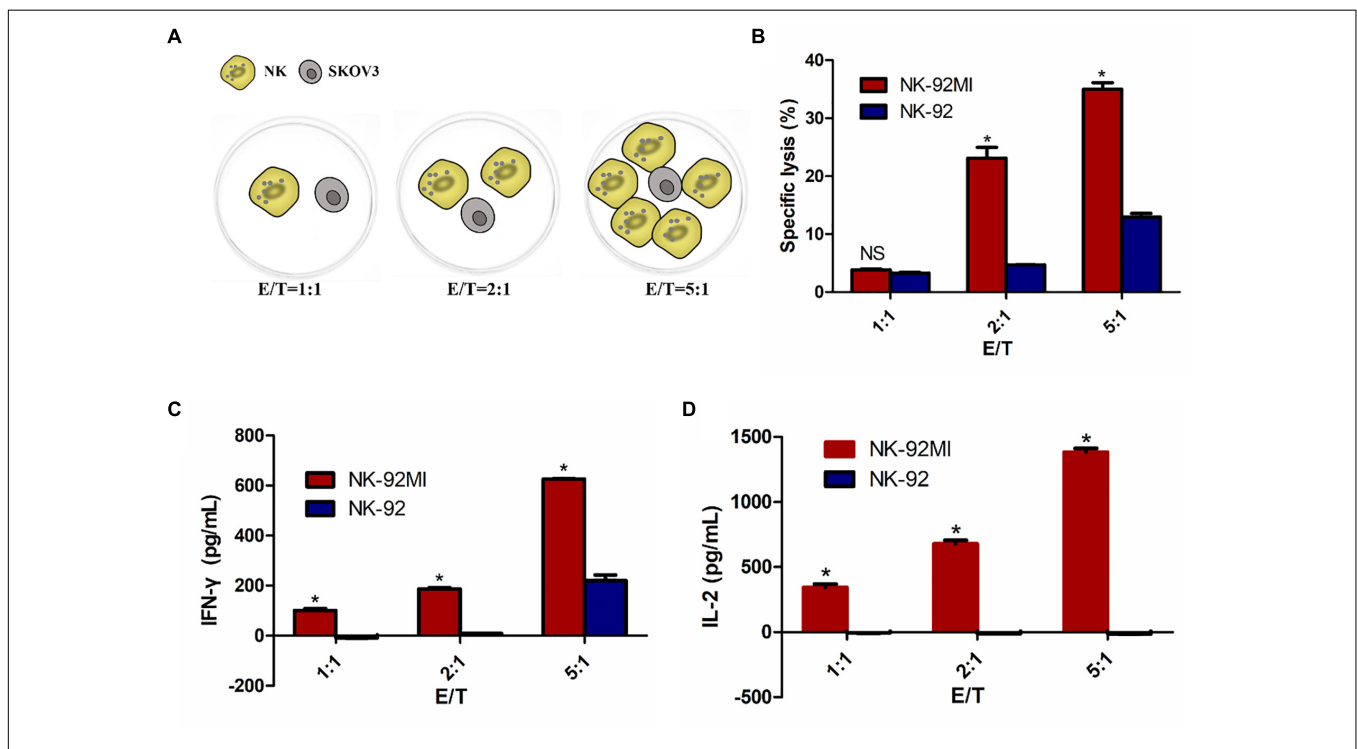 A
NK SKOV3
E/T=1:1 E/T=2:1 E/T=5:1
B
Specific lysis (%)
40
30
20
10
0
NK-92MI
NK-92
NS
*
*
1:1 2:1 5:1
E/T
C
IFN-γ (pg/mL)
800
600
400
200
0
-200
NK-92MI
NK-92
*
*
*
1:1 2:1 5:1
E/T
D
IL-2 (pg/mL)
1500
1000
500
0
-500
NK-92MI
NK-92
*
*
*
1:1 2:1 5:1
E/T